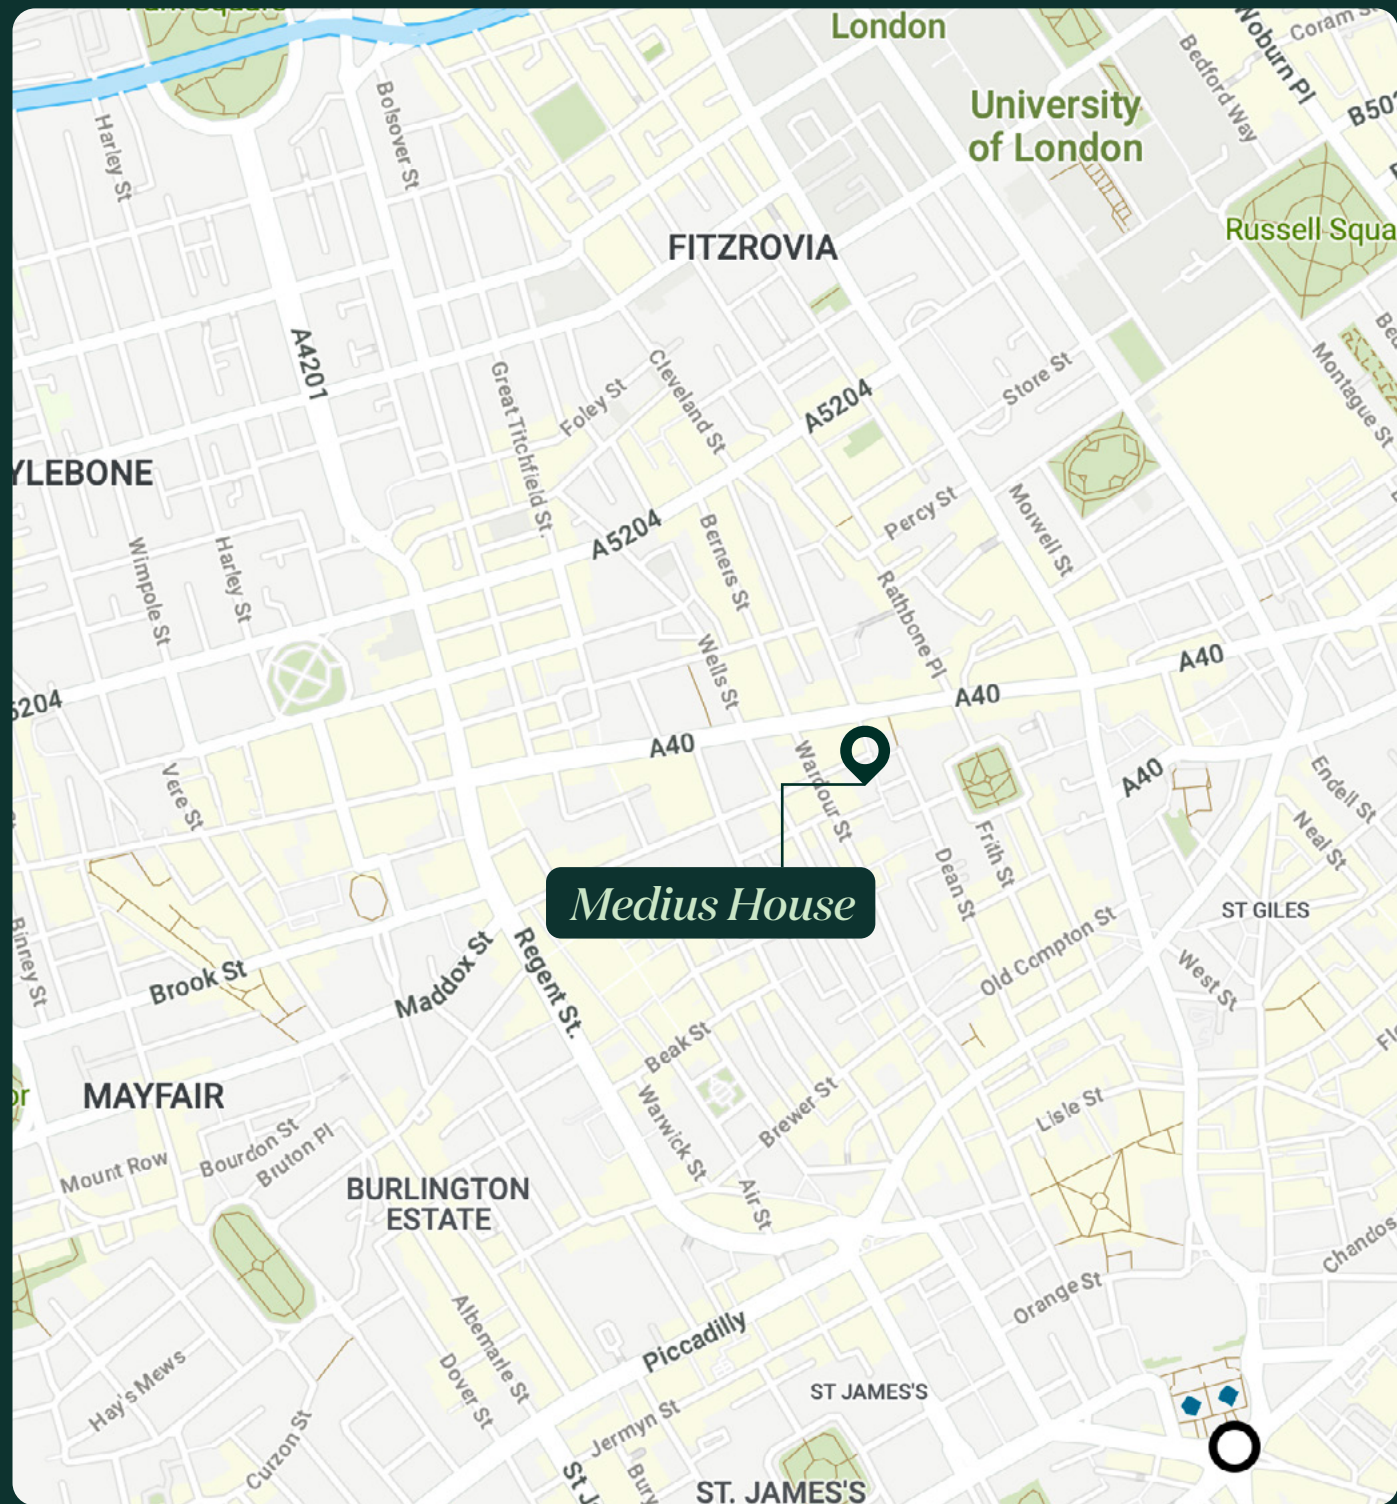 Park Square
London
Coram St
Woburn Pl
Bedford Way
University
of London
Bolsover St
Harley St
Russell Squa
FITZROVIA
A4201
Great Titchfield St.
Foley St
Cleveland St
A5204
Store St
Montague St
YLEBONE
A5204
Berners St
Percy St
Morwell St
Wimpole St
Harley St
Rathbone Pl
Wells St
A40
A40
5204
A40
Wardour St
A40
Vere St
Endell St
Neal St
Frith St
Dean St
Medius House
ST GILES
Binney St
Brook St
Maddox St
Regent St.
Old Compton St
West St
Beak St
Warwick St
Brewer St
Lisle St
or
MAYFAIR
Bourdon St
Bruton Pl
Mount Row
BURLINGTON
ESTATE
Air St
Chandos
Orange St
Albemarle St
Dover St
Piccadilly
Hay's Mews
Curzon St
Jermyn St
ST JAMES'S
St J
Bury
ST. JAMES'S